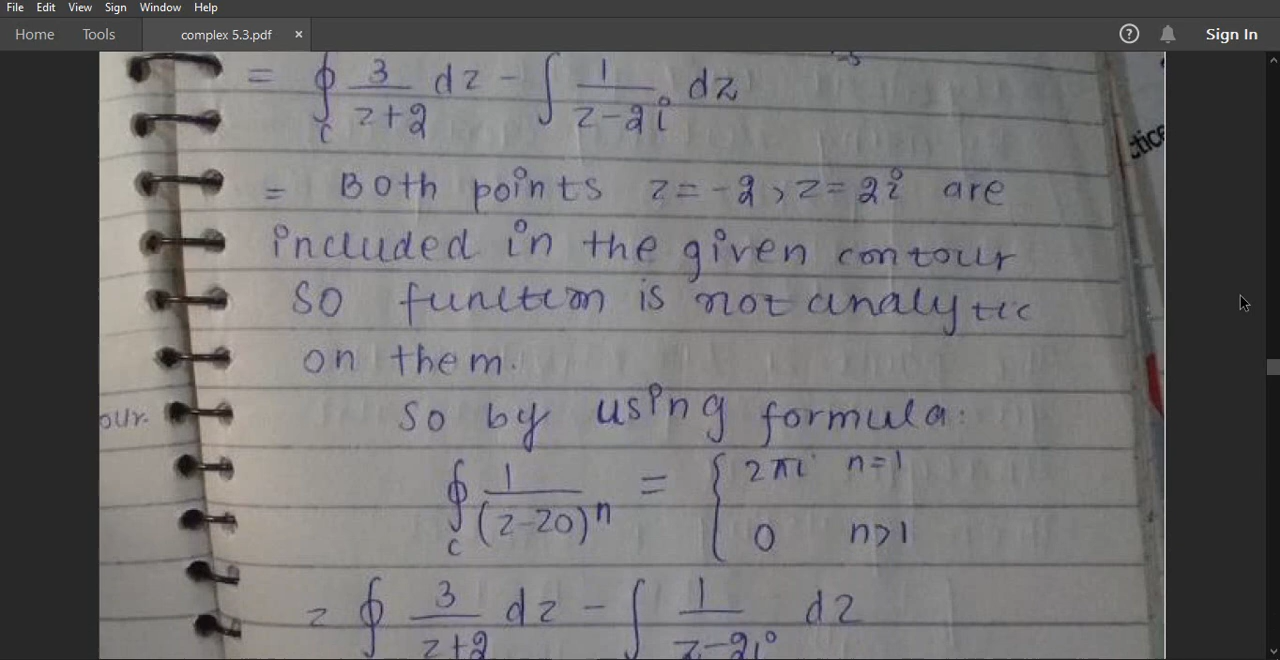 File Edit View Sign Window Help
Home Tools complex 5.3.pdf × ? Sign In
= ∮c 3/(z+2) dz - ∫ 1/(z-2i) dz
tice
= Both points z=-2, z=2i are
included in the given contour
so function is not analytic
on them.
our. So by using formula:
∮c 1/(z-z0)^n = { 2πi n=1
0 n>1
= ∮ 3/(z+2) dz - ∫ 1/(z-2i) dz